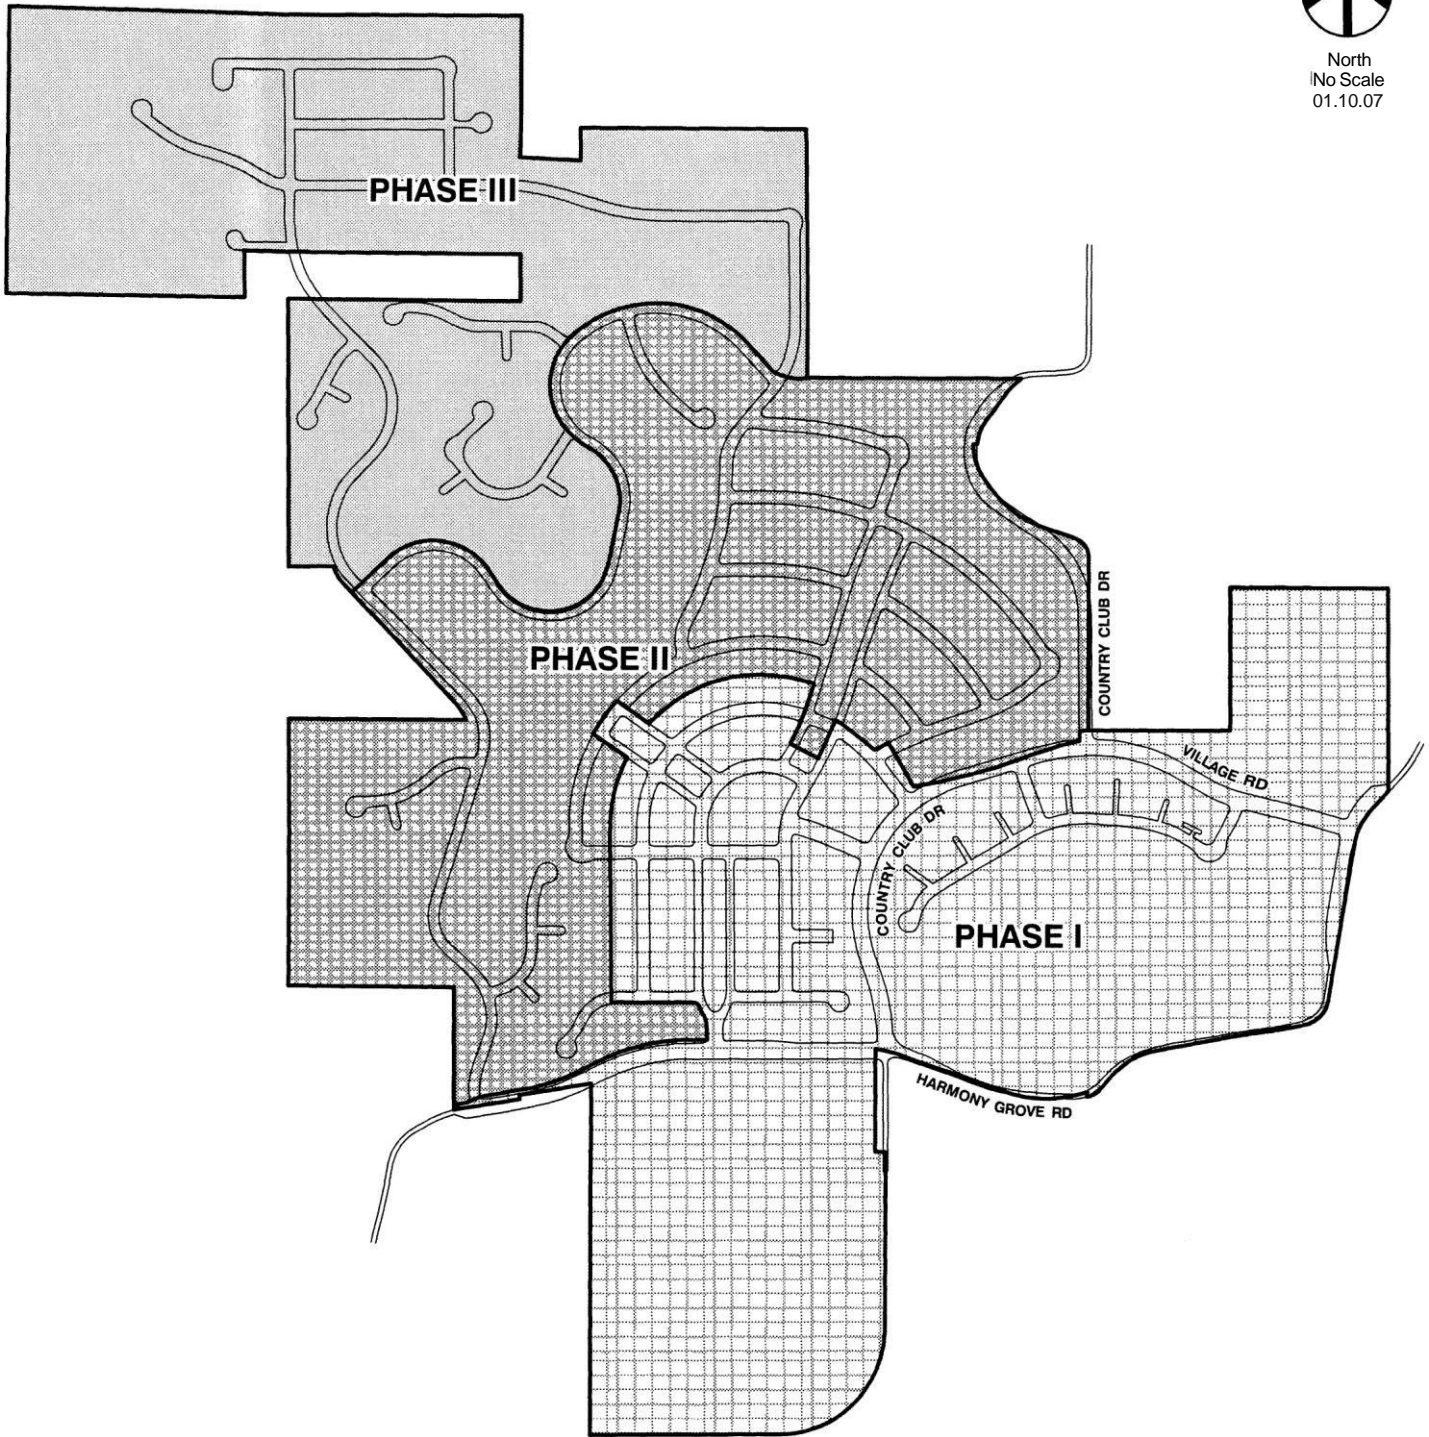 North
No Scale
01.10.07
PHASE III
COUNTRY CLUB DR
PHASE II
VILLAGE RD
COUNTRY CLUB DR
PHASE I
HARMONY GROVE RD